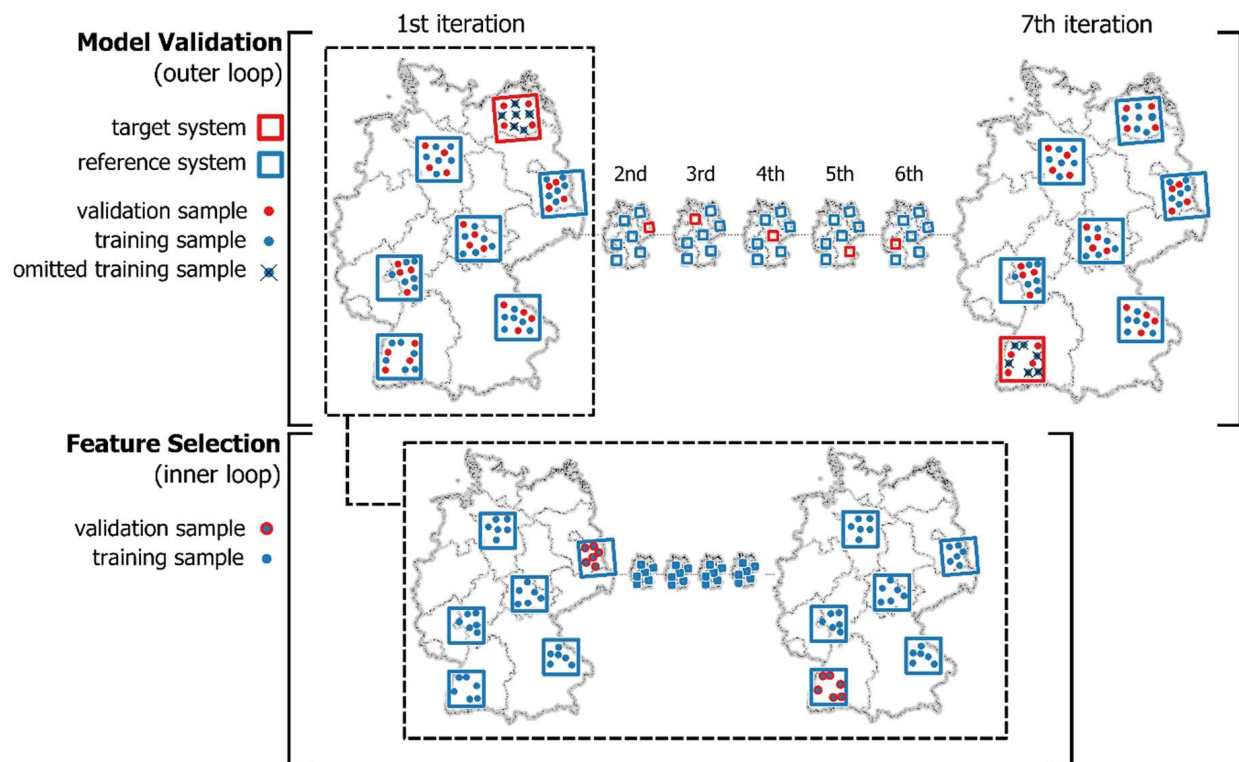 1st iteration
7th iteration
Model Validation
(outer loop)
target system
reference system
validation sample
training sample
omitted training sample
2nd 3rd 4th 5th 6th
Feature Selection
(inner loop)
validation sample
training sample